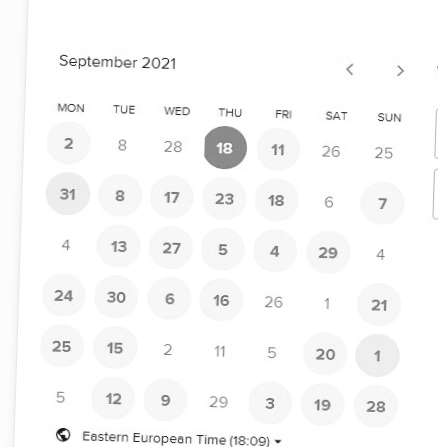 September 2021 < >
MON TUE WED THU FRI SAT SUN
2 8 28 18 11 26 25
31 8 17 23 18 6 7
4 13 27 5 4 29 4
24 30 6 16 26 1 21
25 15 2 11 5 20 1
5 12 9 29 3 19 28
Eastern European Time (18:09)